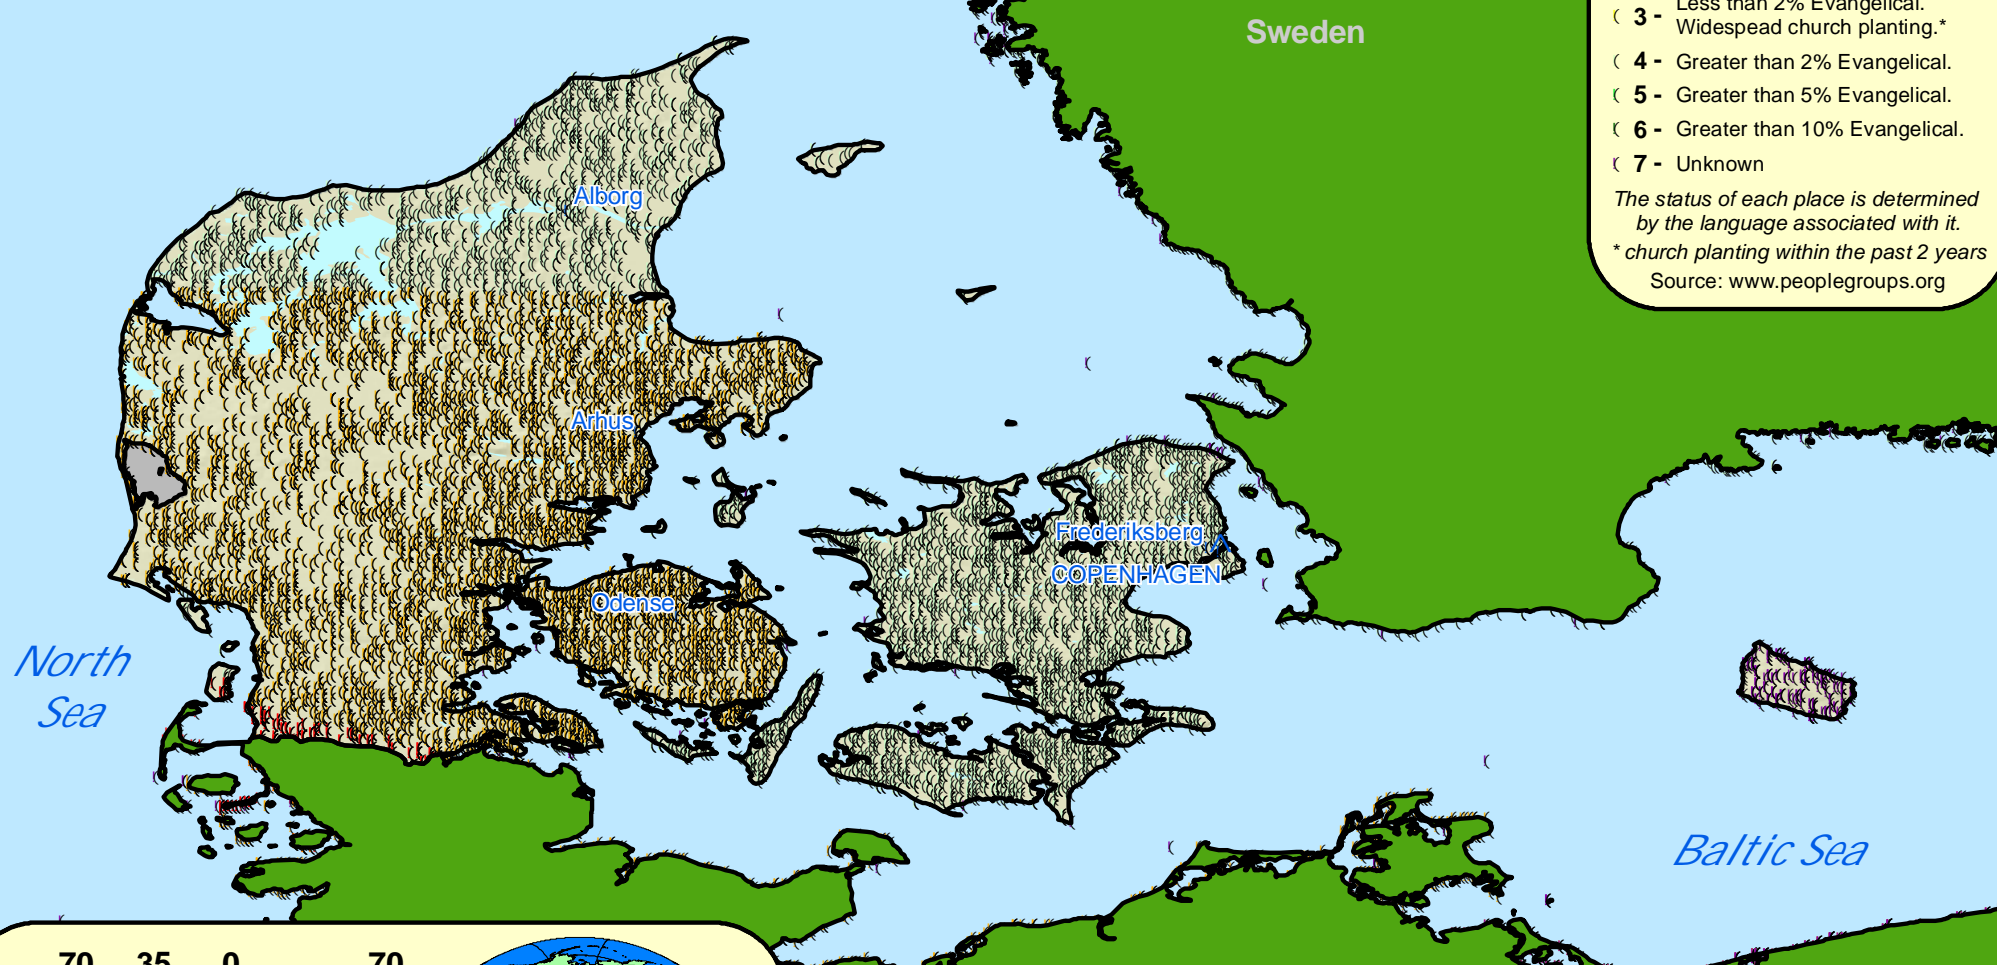 Sweden
Less than 2% Evangelical.
3 - Widespead church planting.*
4 - Greater than 2% Evangelical.
5 - Greater than 5% Evangelical.
6 - Greater than 10% Evangelical.
7 - Unknown
The status of each place is determined
by the language associated with it.
* church planting within the past 2 years
Source: www.peoplegroups.org
Alborg
Arhus
Frederiksberg
COPENHAGEN
Odense
North
Sea
Baltic Sea
70 35 0 70